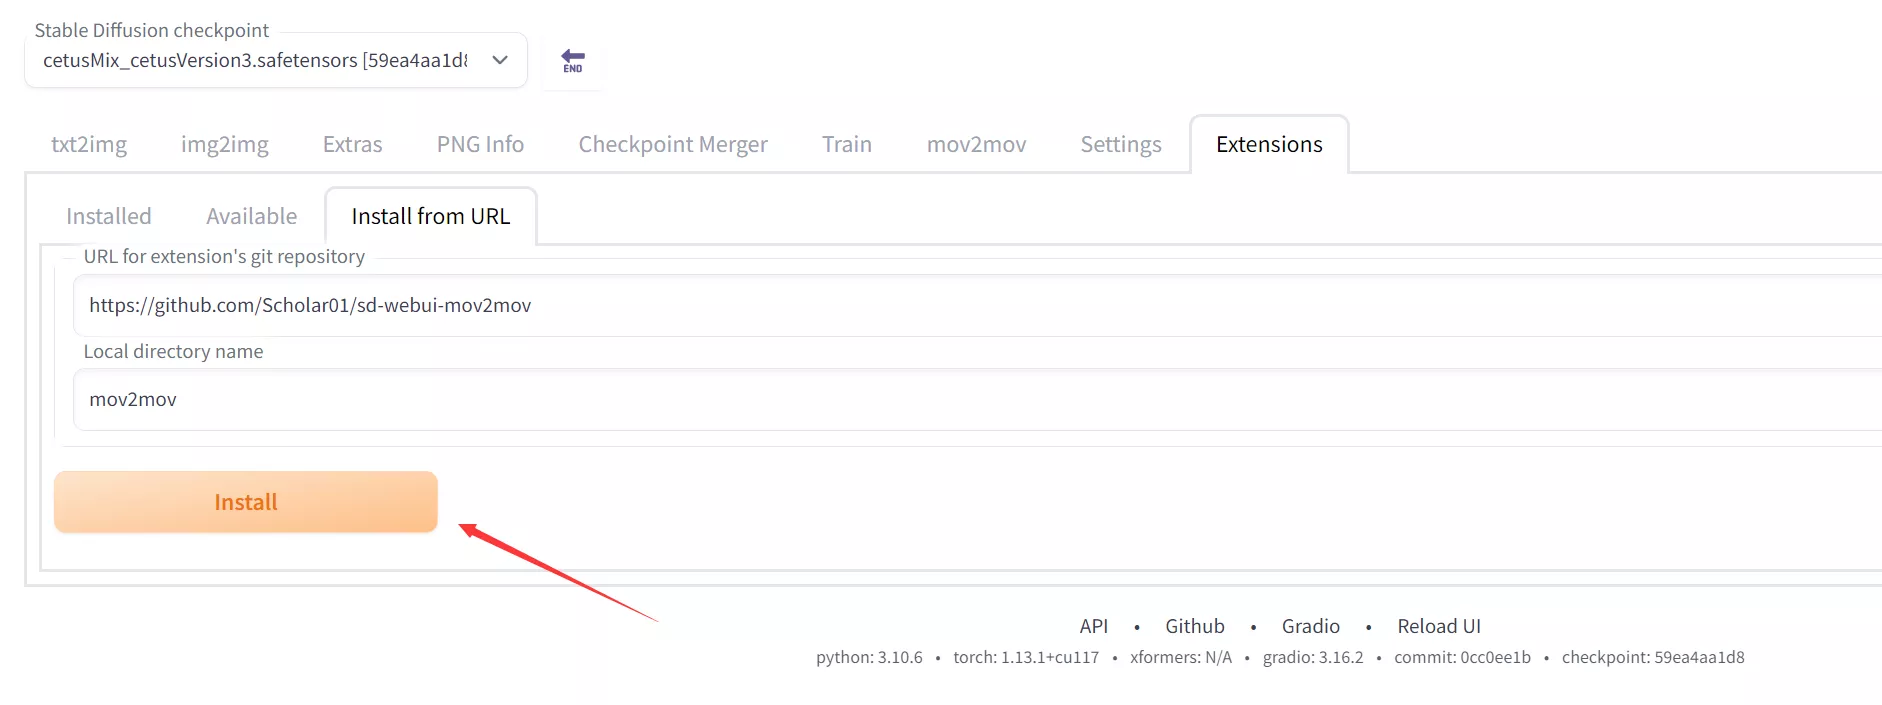 Stable Diffusion checkpoint
cetusMix_cetusVersion3.safetensors [59ea4aa1d8
END
txt2img img2img Extras PNG Info Checkpoint Merger Train mov2mov Settings Extensions
Installed Available Install from URL
URL for extension's git repository
https://github.com/Scholar01/sd-webui-mov2mov
Local directory name
mov2mov
Install
API • Github • Gradio • Reload UI
python: 3.10.6 • torch: 1.13.1+cu117 • xformers: N/A • gradio: 3.16.2 • commit: 0cc0ee1b • checkpoint: 59ea4aa1d8